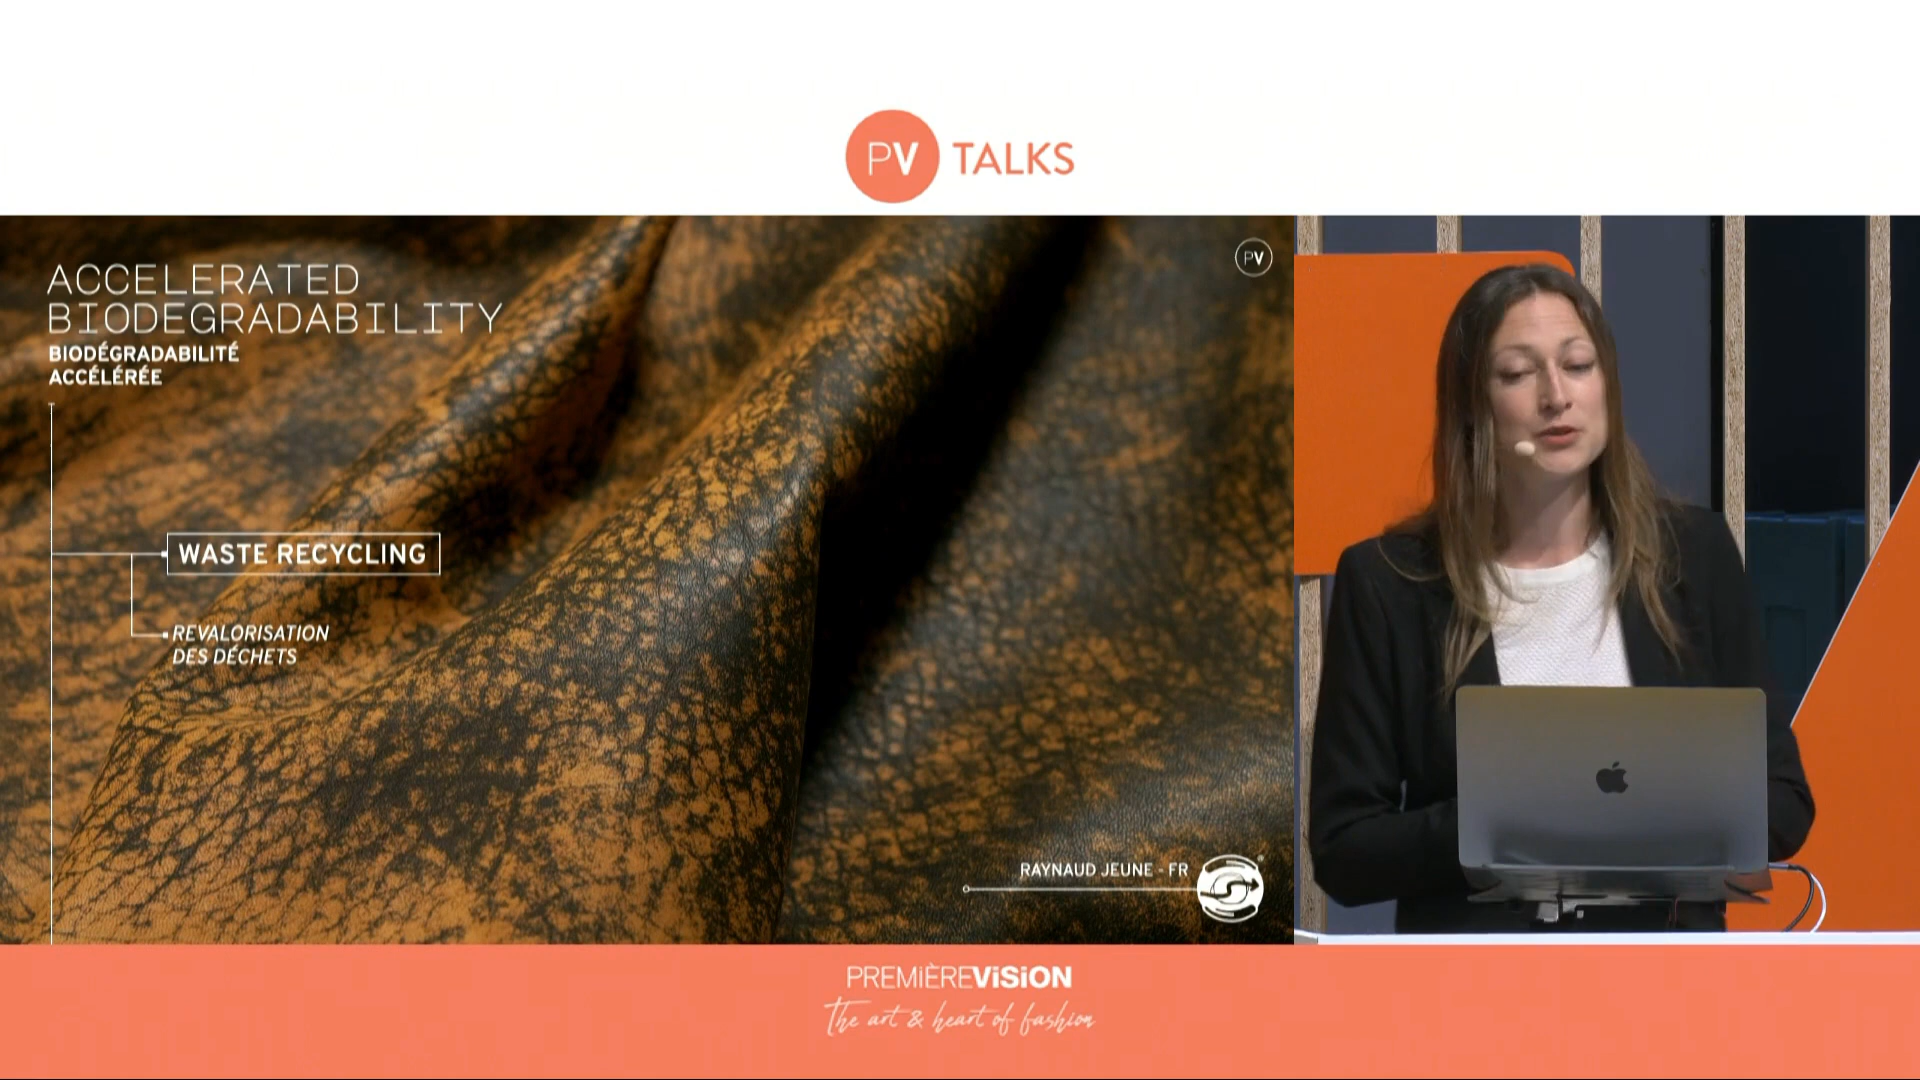 PV TALKS
PV
ACCELERATED
BIODEGRADABILITY
BIODÉGRADABILITÉ
ACCÉLÉRÉE
WASTE RECYCLING
REVALORISATION
DES DÉCHETS
RAYNAUD JEUNE - FR
PREMIÈREVISION
The art & heart of fashion